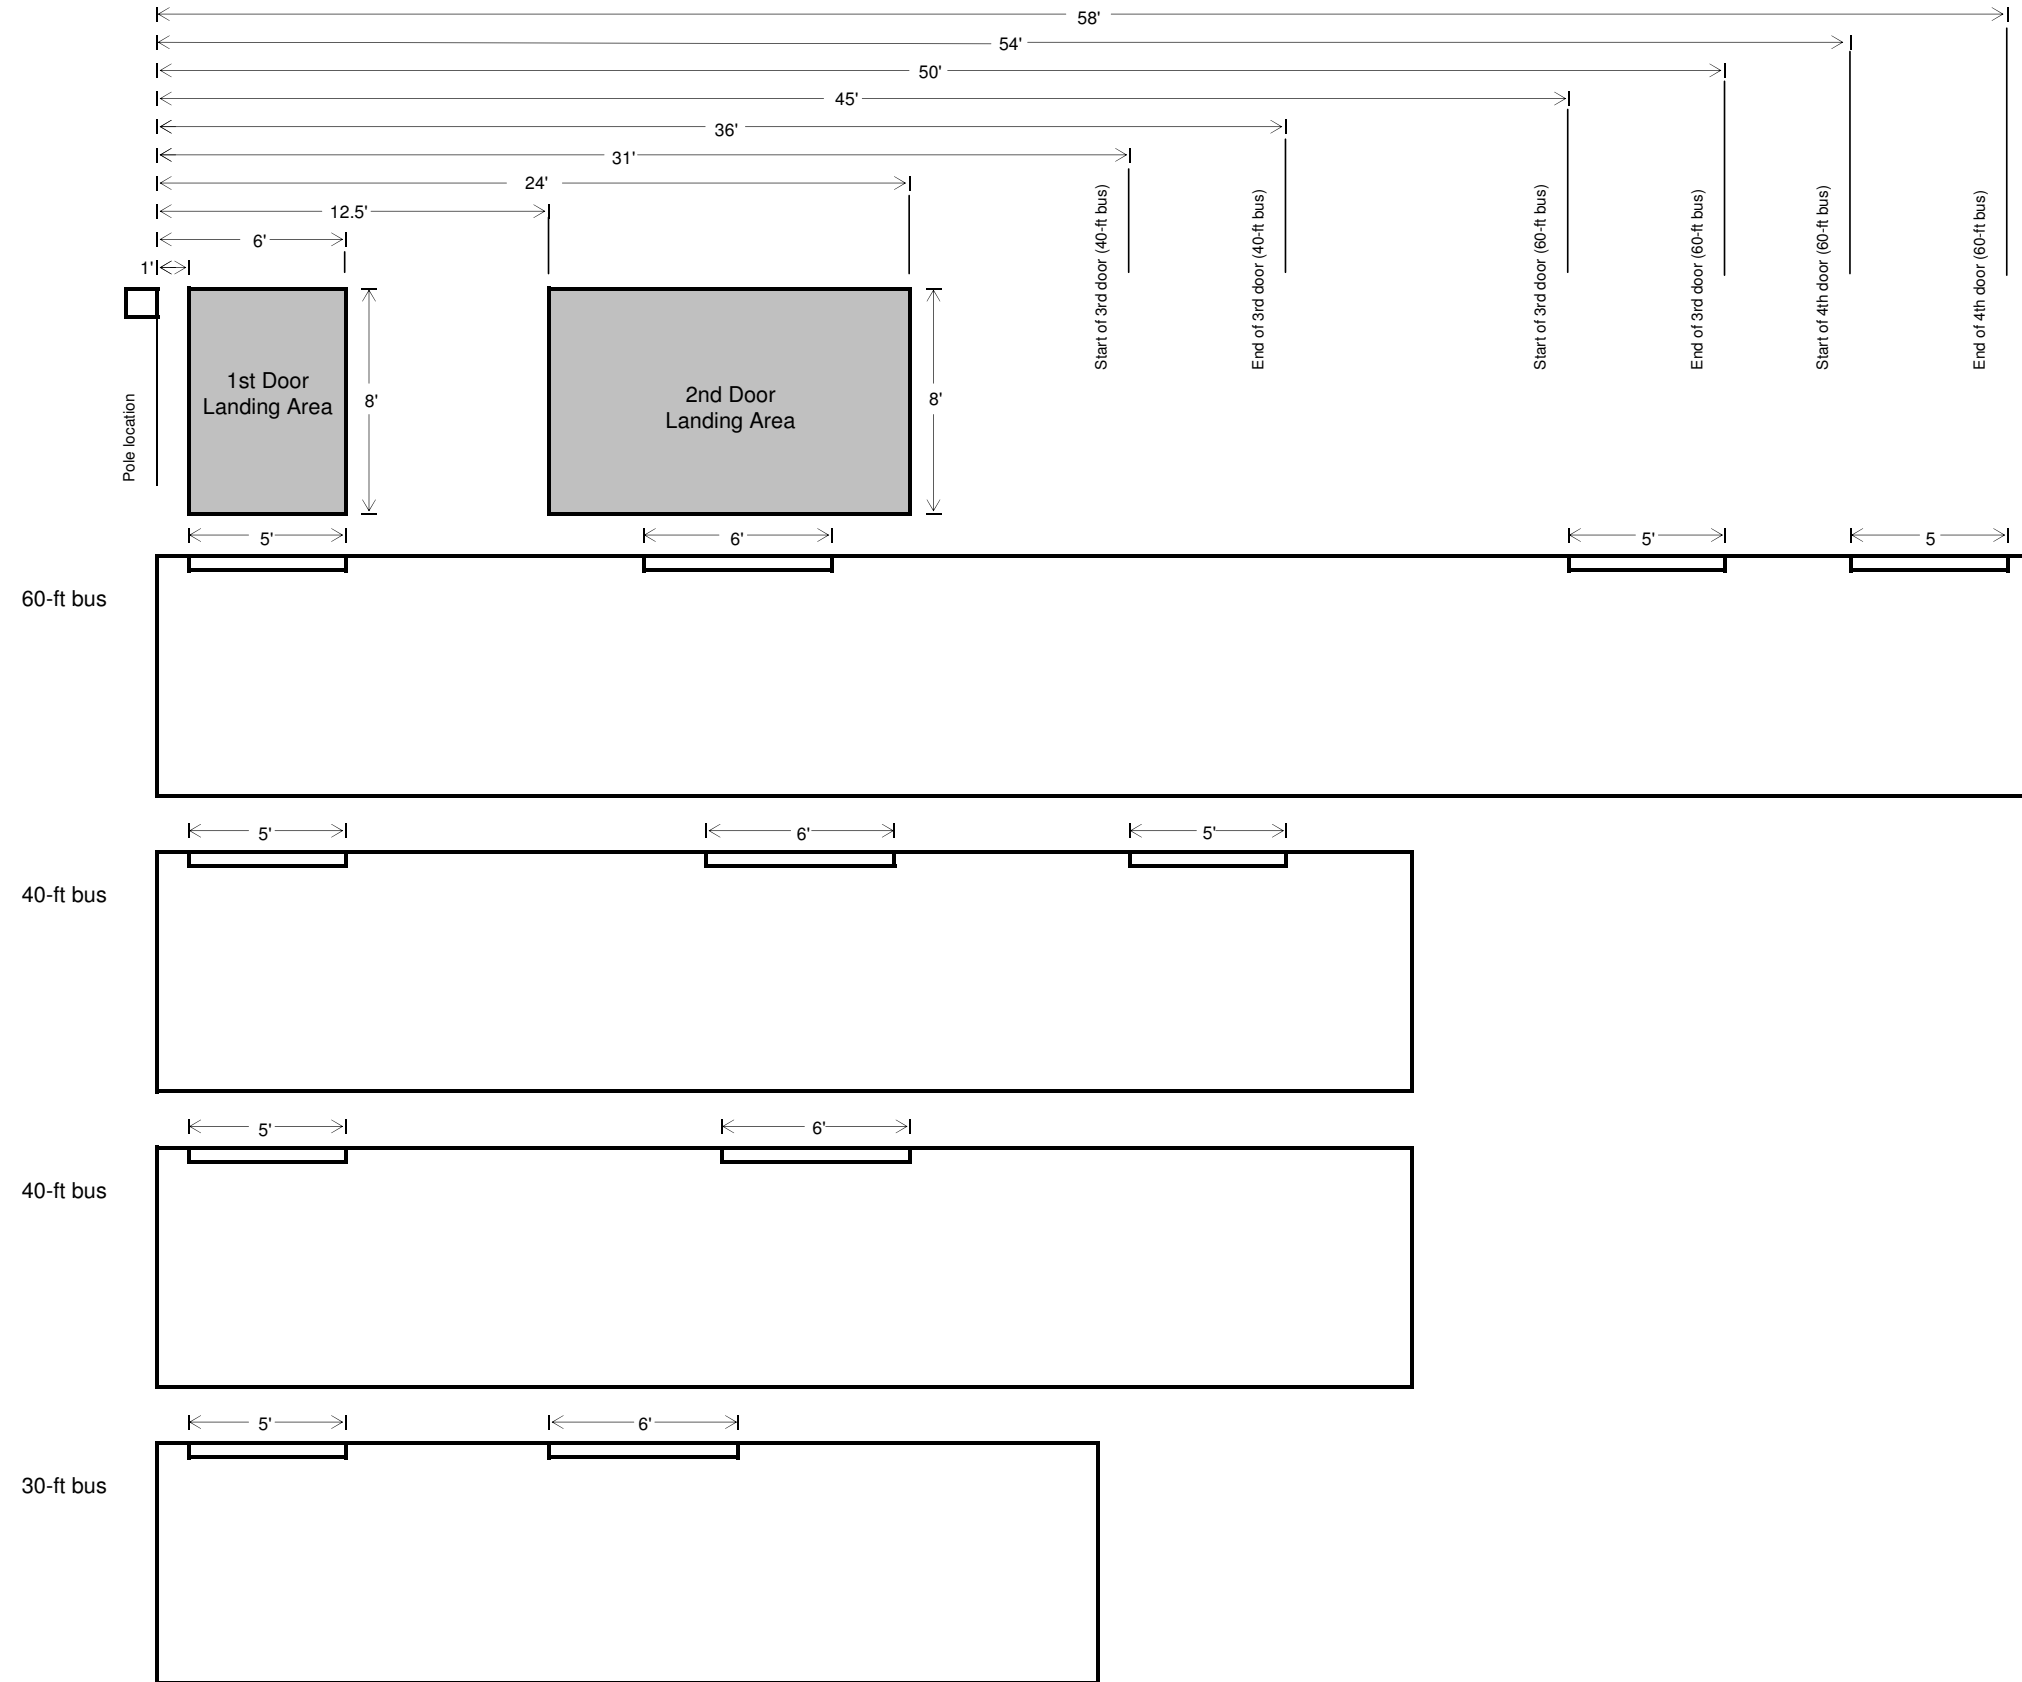 58'
54'
50'
45'
36'
31'
24'
12.5'
6'
1'
Start of 3rd door (40-ft bus)
End of 3rd door (40-ft bus)
Start of 3rd door (60-ft bus)
End of 3rd door (60-ft bus)
Start of 4th door (60-ft bus)
End of 4th door (60-ft bus)
Pole location
1st Door
Landing Area
8'
2nd Door
Landing Area
8'
5'
6'
5'
5
60-ft bus
5'
6'
5'
40-ft bus
5'
6'
40-ft bus
5'
6'
30-ft bus